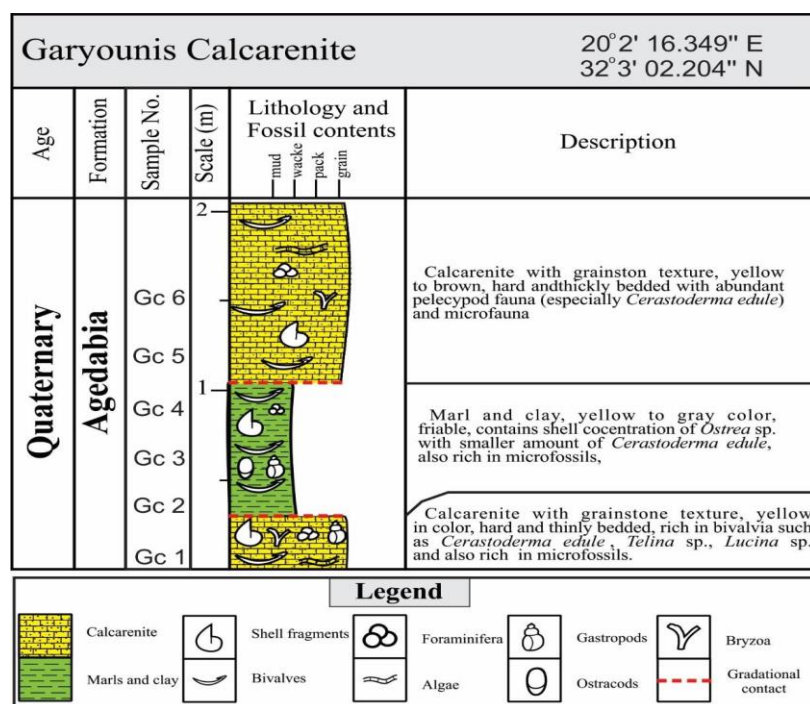 Garyounis Calcarenite
20°2' 16.349" E
32°3' 02.204" N
Age
Formation
Sample No.
Scale (m)
Lithology and
Fossil contents
mud
wacke
pack
grain
Description
Quaternary
Agedabia
2
Gc 6
Gc 5
1
Gc 4
Gc 3
Gc 2
Gc 1
Calcarenite with grainston texture, yellow
to brown, hard andthickly bedded with abundant
pelecypod fauna (especially Cerastoderma edule)
and microfauna
Marl and clay, yellow to gray color,
friable, contains shell cocentration of Ostrea sp.
with smaller amount of Cerastoderma edule,
also rich in microfossils,
Calcarenite with grainstone texture, yellow
in color, hard and thinly bedded, rich in bivalvia such
as Cerastoderma edule , Telina sp., Lucina sp.
and also rich in microfossils.
Legend
Calcarenite
Shell fragments
Foraminifera
Gastropods
Bryzoa
Marls and clay
Bivalves
Algae
Ostracods
Gradational
contact